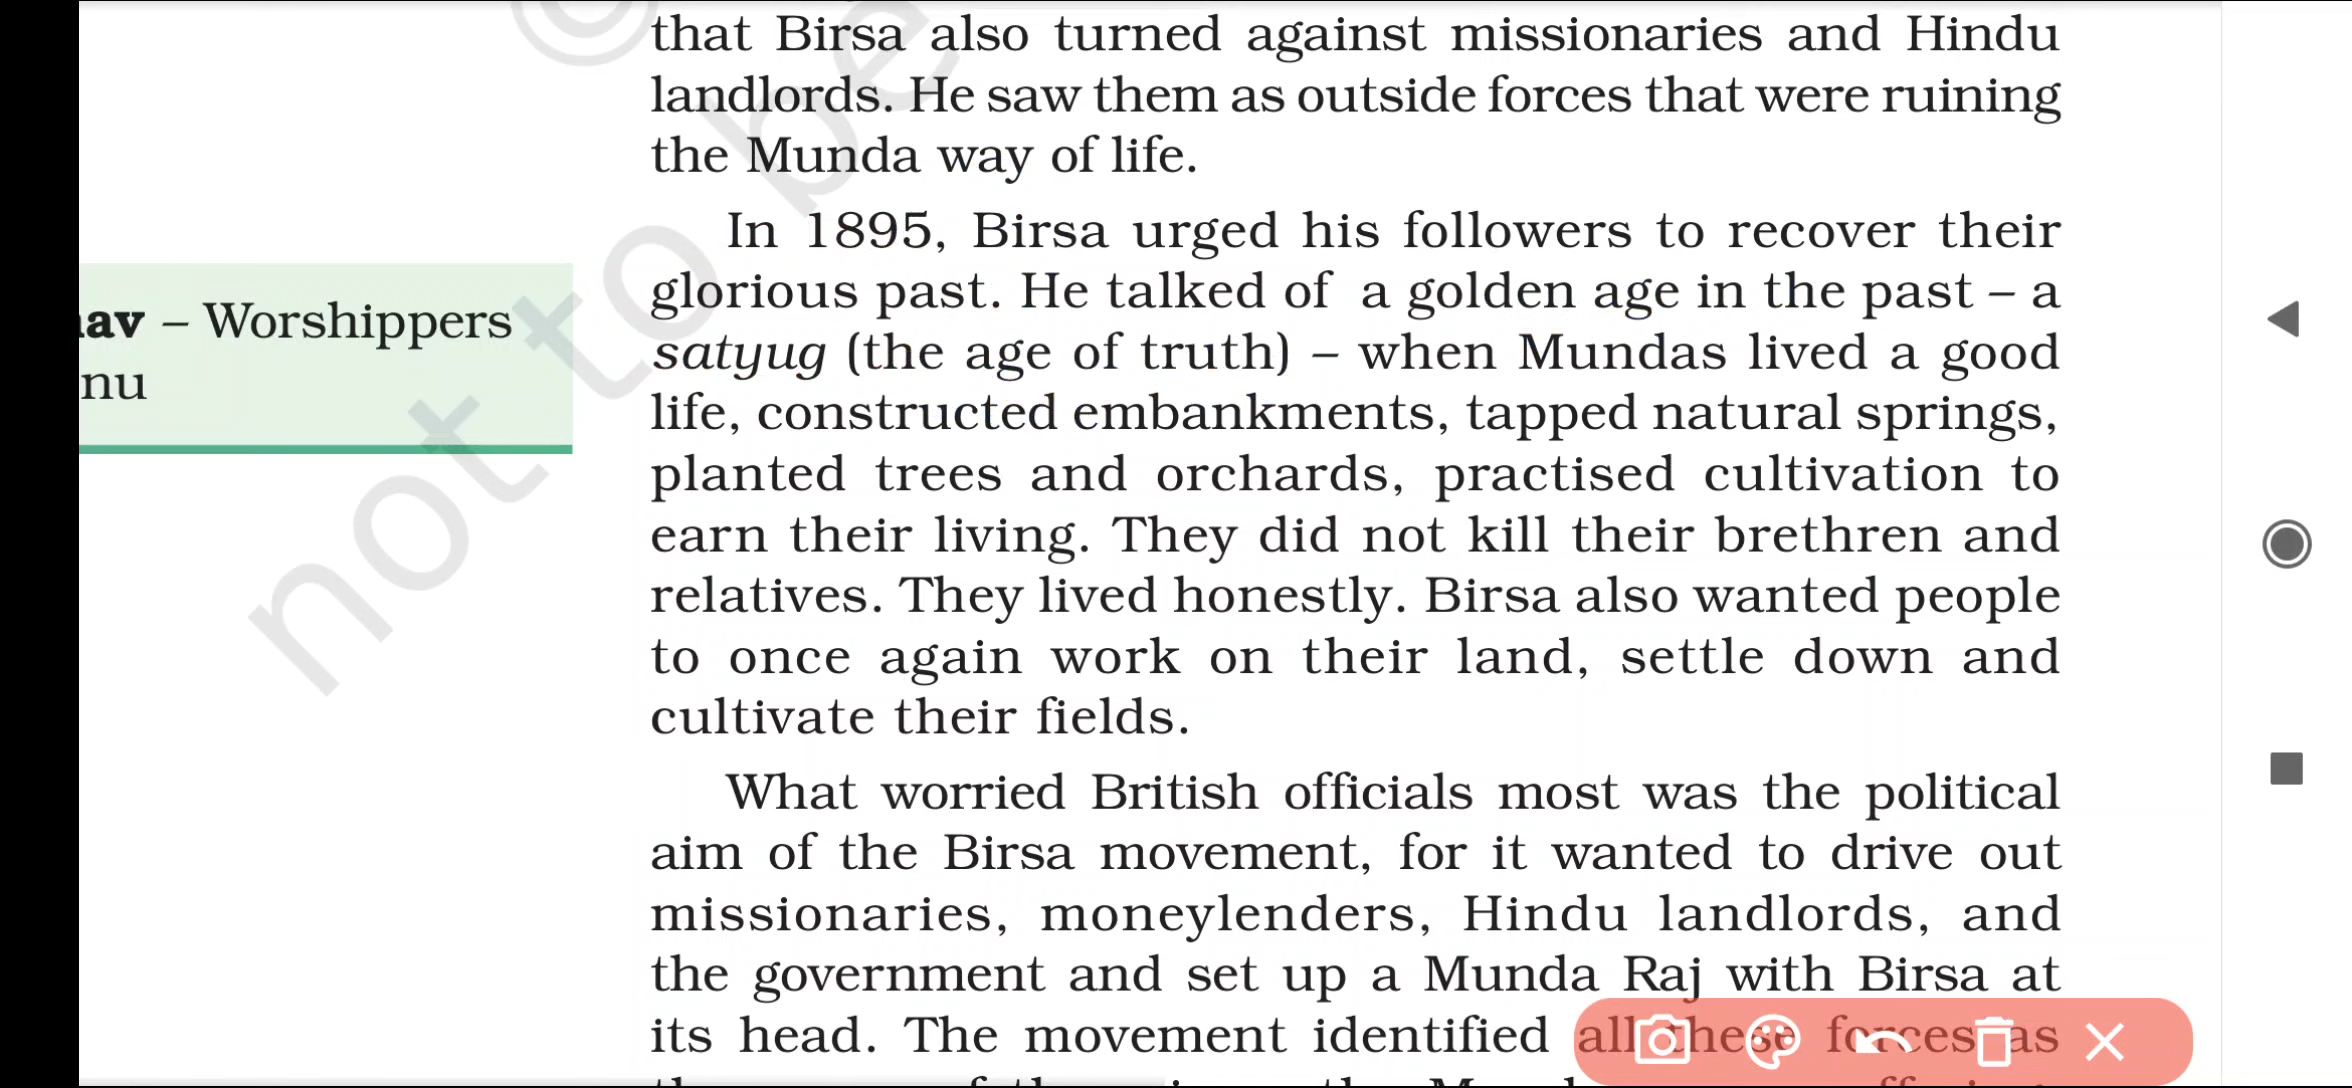 that Birsa also turned against missionaries and Hindu
landlords. He saw them as outside forces that were ruining
the Munda way of life.
In 1895, Birsa urged his followers to recover their
glorious past. He talked of a golden age in the past – a
satyug (the age of truth) – when Mundas lived a good
life, constructed embankments, tapped natural springs,
planted trees and orchards, practised cultivation to
earn their living. They did not kill their brethren and
relatives. They lived honestly. Birsa also wanted people
to once again work on their land, settle down and
cultivate their fields.
What worried British officials most was the political
aim of the Birsa movement, for it wanted to drive out
missionaries, moneylenders, Hindu landlords, and
the government and set up a Munda Raj with Birsa at
its head. The movement identified all these forces as
av – Worshippers
nu
© not to be